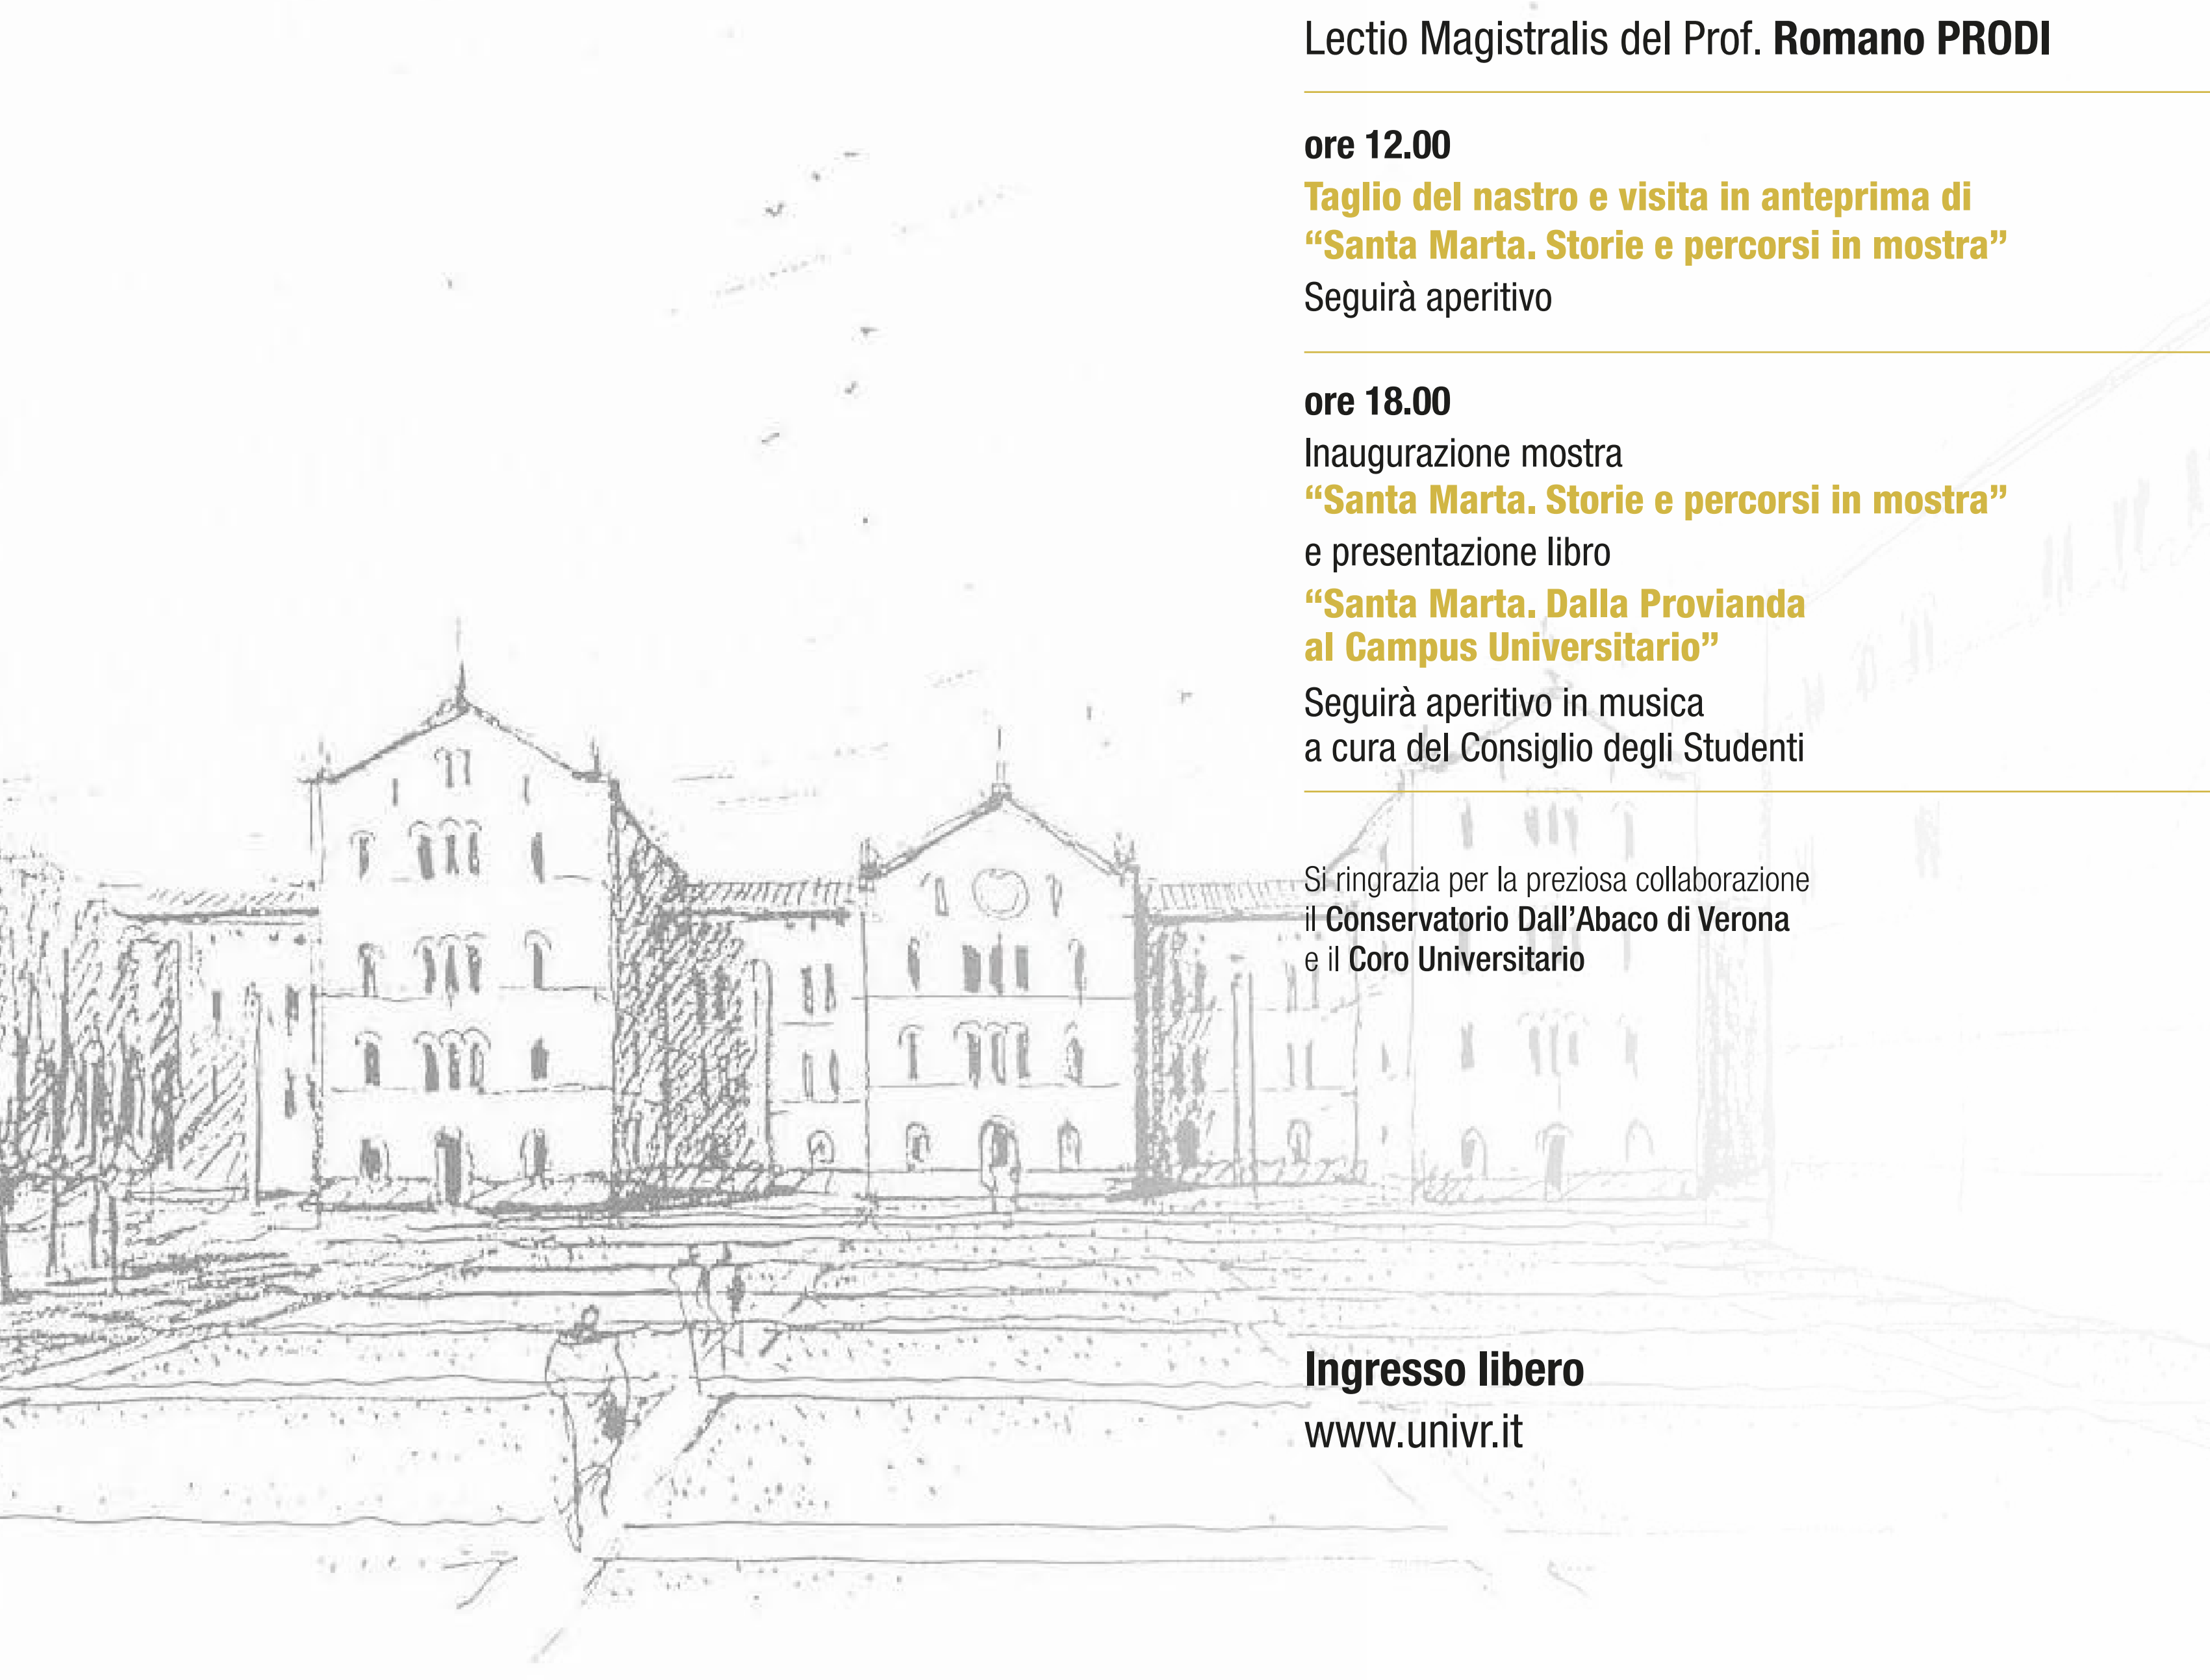 Lectio Magistralis del Prof. Romano PRODI
ore 12.00
Taglio del nastro e visita in anteprima di
“Santa Marta. Storie e percorsi in mostra”
Seguirà aperitivo
ore 18.00
Inaugurazione mostra
“Santa Marta. Storie e percorsi in mostra”
e presentazione libro
“Santa Marta. Dalla Provianda
al Campus Universitario”
Seguirà aperitivo in musica
a cura del Consiglio degli Studenti
Si ringrazia per la preziosa collaborazione
il Conservatorio Dall’Abaco di Verona
e il Coro Universitario
Ingresso libero
www.univr.it